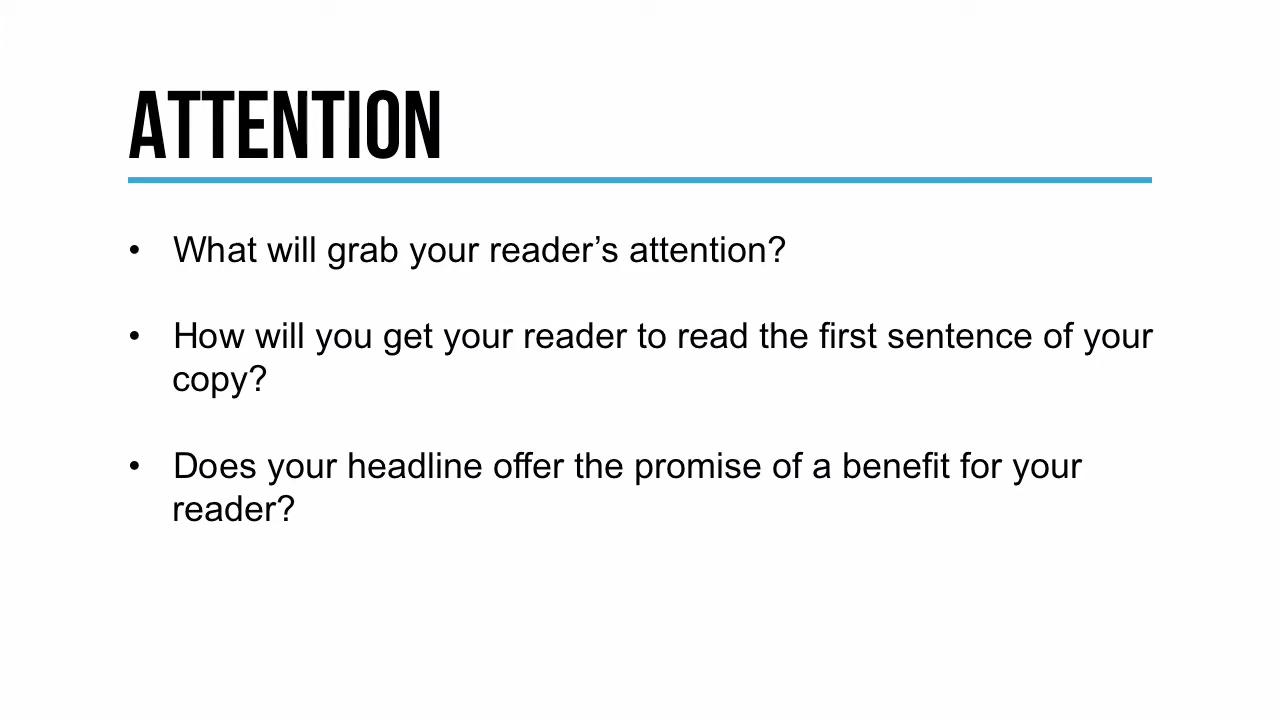 ATTENTION
• What will grab your reader’s attention?
• How will you get your reader to read the first sentence of your
copy?
• Does your headline offer the promise of a benefit for your
reader?